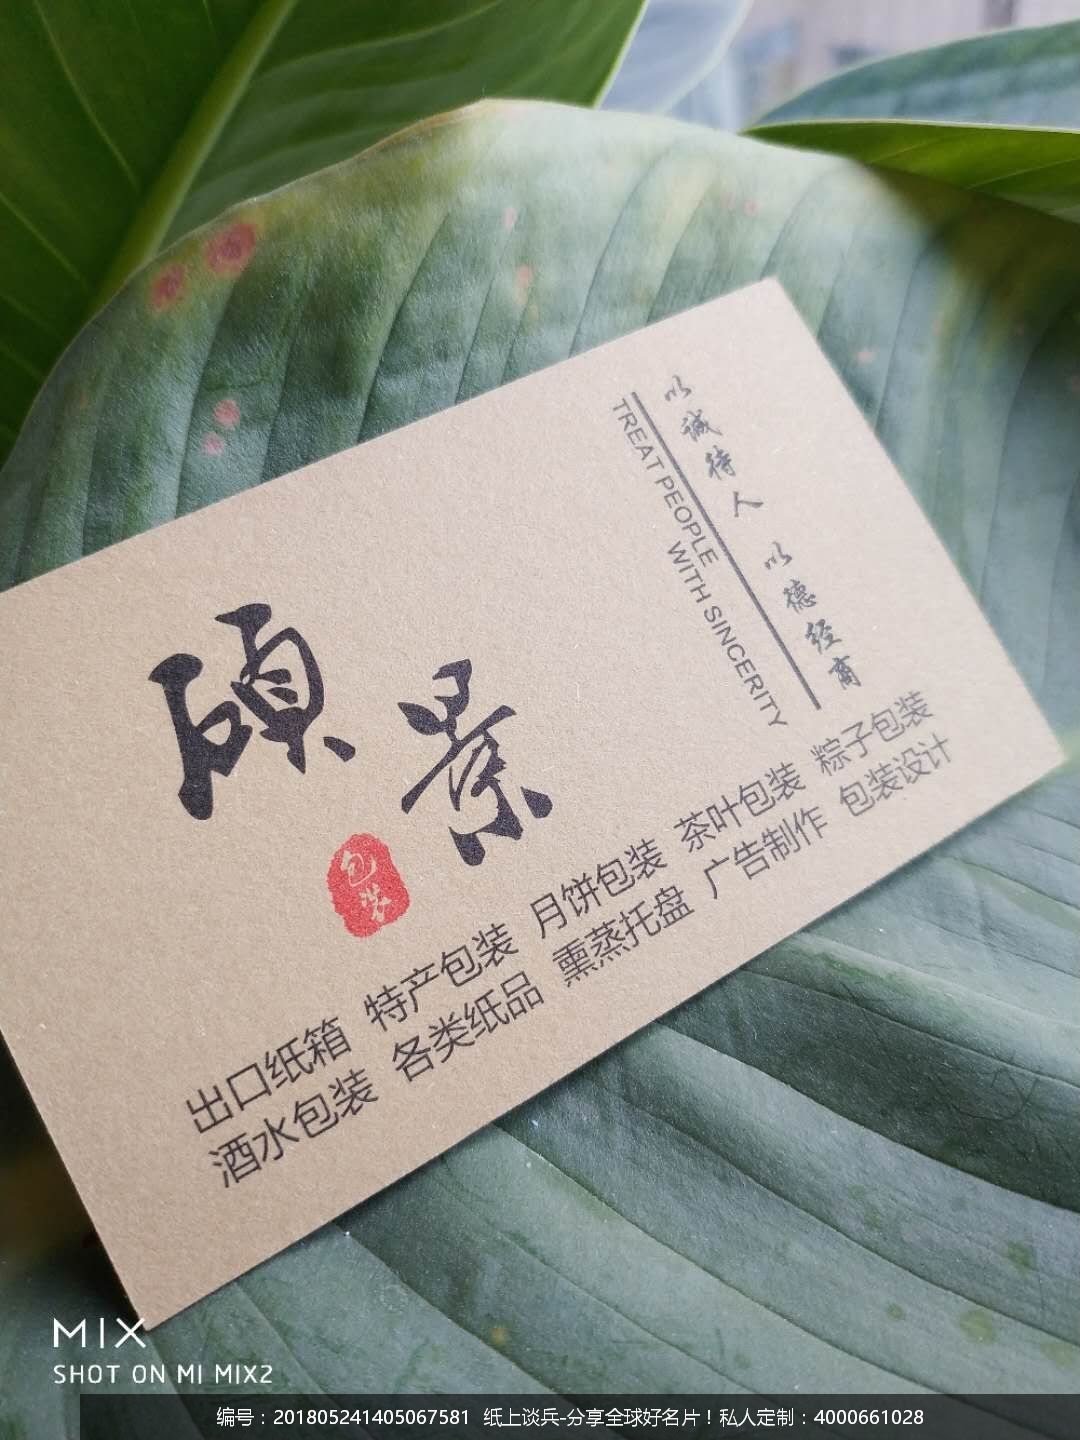 以诚待人 以德经商
TREAT PEOPLE
WITH SINCERITY
碩景
包装
出口纸箱 特产包装 月饼包装 茶叶包装 粽子包装
酒水包装 各类纸品 熏蒸托盘 广告制作 包装设计
MIX
SHOT ON MI MIX2
编号：201805241405067581 纸上谈兵-分享全球好名片！私人定制：4000661028